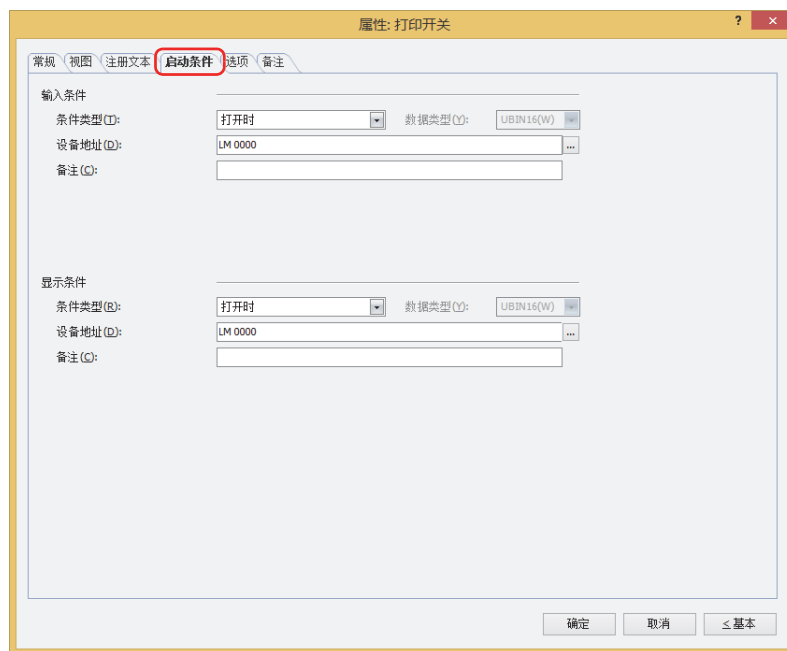 属性: 打印开关
? ×
常规 视图 注册文本 启动条件 选项 备注
输入条件
条件类型(T): 打开时 数据类型(Y): UBIN16(W)
设备地址(D): LM 0000 ...
备注(C):
显示条件
条件类型(R): 打开时 数据类型(Y): UBIN16(W)
设备地址(D): LM 0000 ...
备注(C):
确定 取消 ≤基本